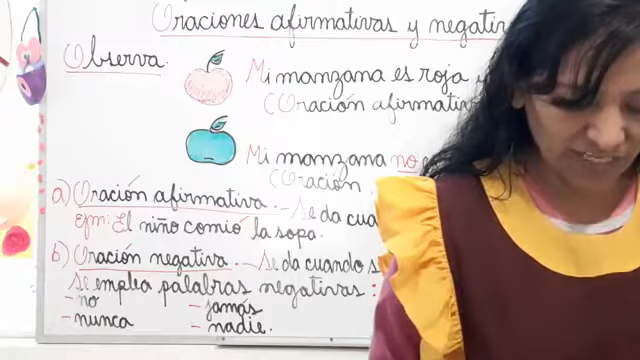 Oraciones afirmativas y negativ
Observa.
Mi manzana es roja y
(Oración afirmativa
Mi manzana no e
(Oración
a) Oración afirmativa.-Se da cua
Ejm: El niño comió la sopa.
b) Oración negativa.-Se da cuando s
se emplea palabras negativas:
-no -jamás
-nunca -nadie.